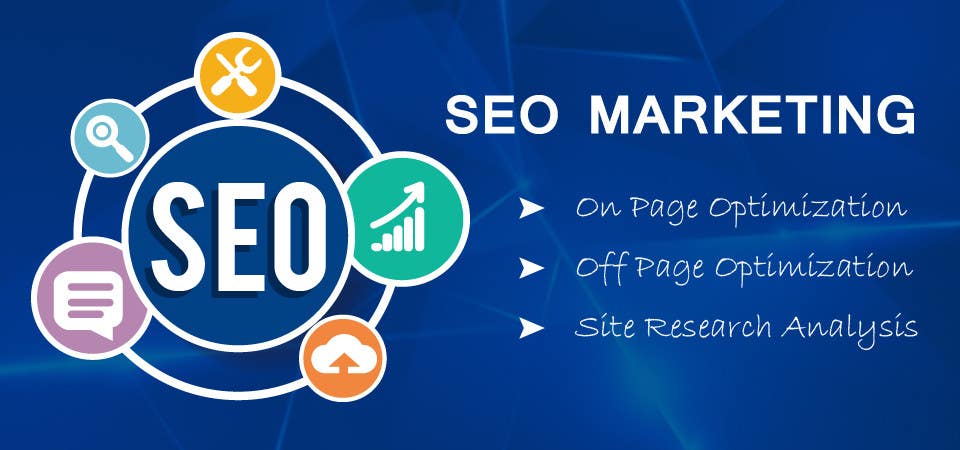 SEO
SEO MARKETING
On Page Optimization
Off Page Optimization
Site Research Analysis